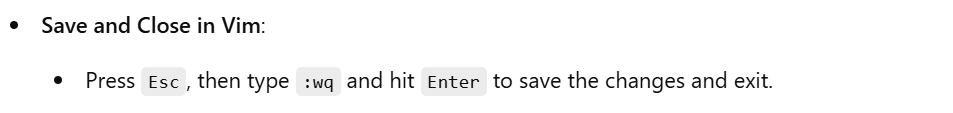 Save and Close in Vim:
Press Esc, then type :wq and hit Enter to save the changes and exit.